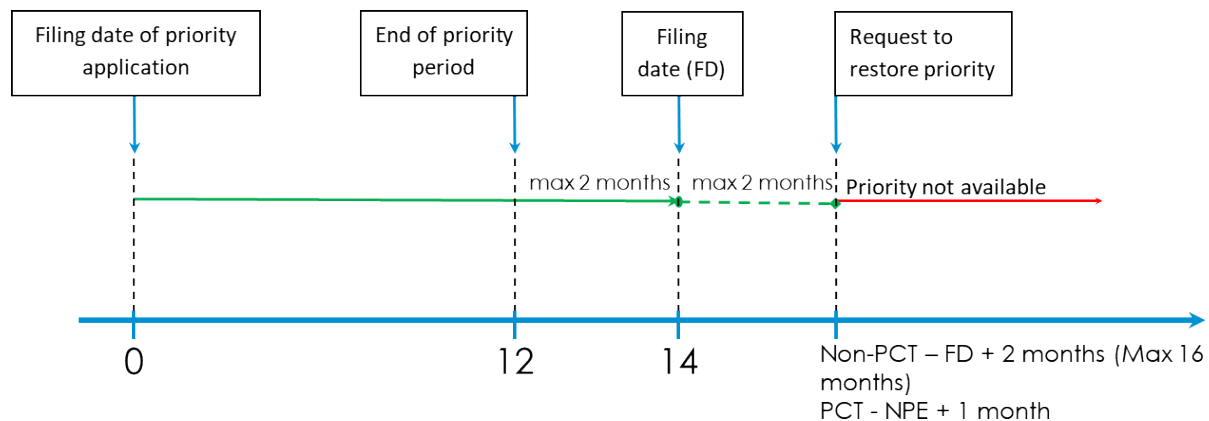 Filing date of priority
application
End of priority
period
Filing
date (FD)
Request to
restore priority
max 2 months
max 2 months
Priority not available
0
12
14
Non-PCT – FD + 2 months (Max 16
months)
PCT - NPE + 1 month